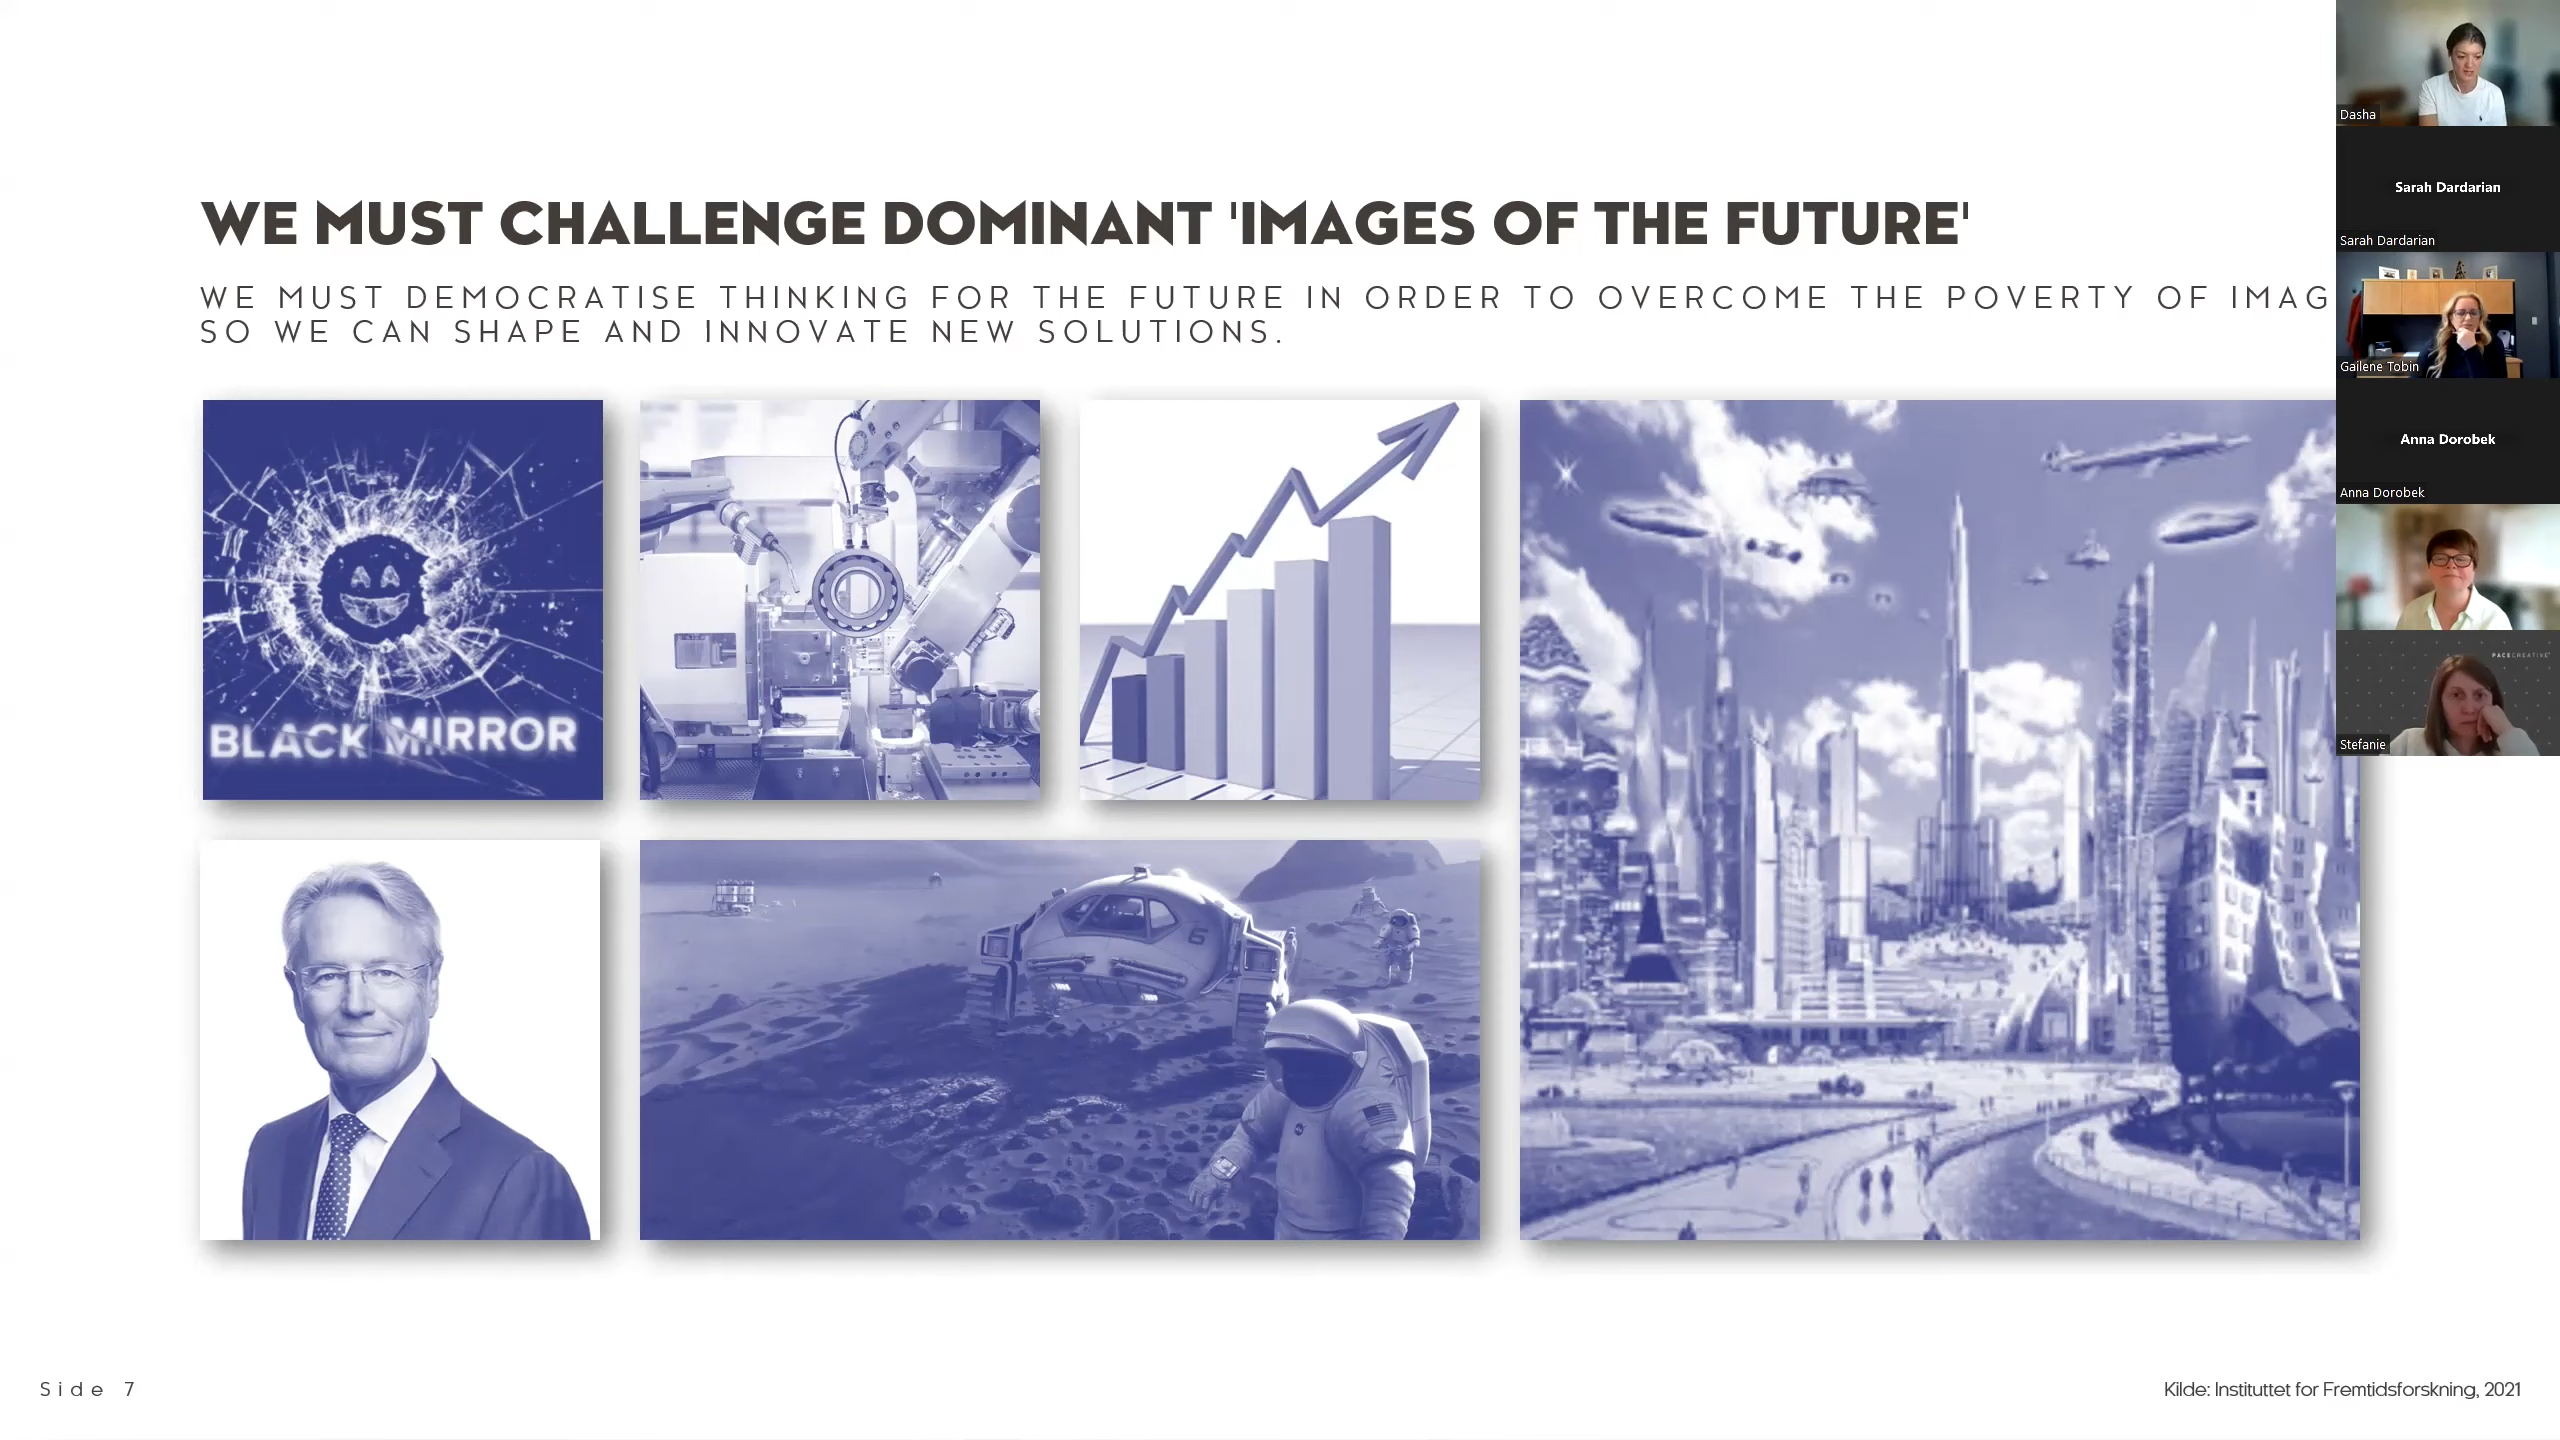 WE MUST CHALLENGE DOMINANT 'IMAGES OF THE FUTURE'
WE MUST DEMOCRATISE THINKING FOR THE FUTURE IN ORDER TO OVERCOME THE POVERTY OF IMAG
SO WE CAN SHAPE AND INNOVATE NEW SOLUTIONS.
BLACK MIRROR
6
Side 7
Kilde: Instituttet for Fremtidsforskning, 2021
Dasha
Sarah Dardarian
Sarah Dardarian
Gailene Tobin
Anna Dorobek
Anna Dorobek
PACECREATIVE
Stefanie